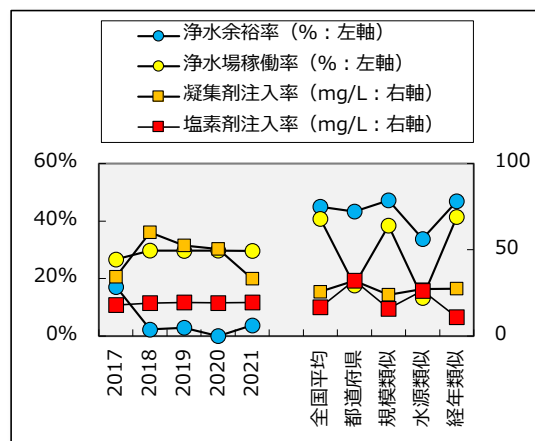 浄水余裕率（%：左軸）
浄水場稼働率（%：左軸）
凝集剤注入率（mg/L：右軸）
塩素剤注入率（mg/L：右軸）
60%
40%
20%
0%
100
50
0
2017
2018
2019
2020
2021
全国平均
都道府県
規模類似
水源類似
経年類似